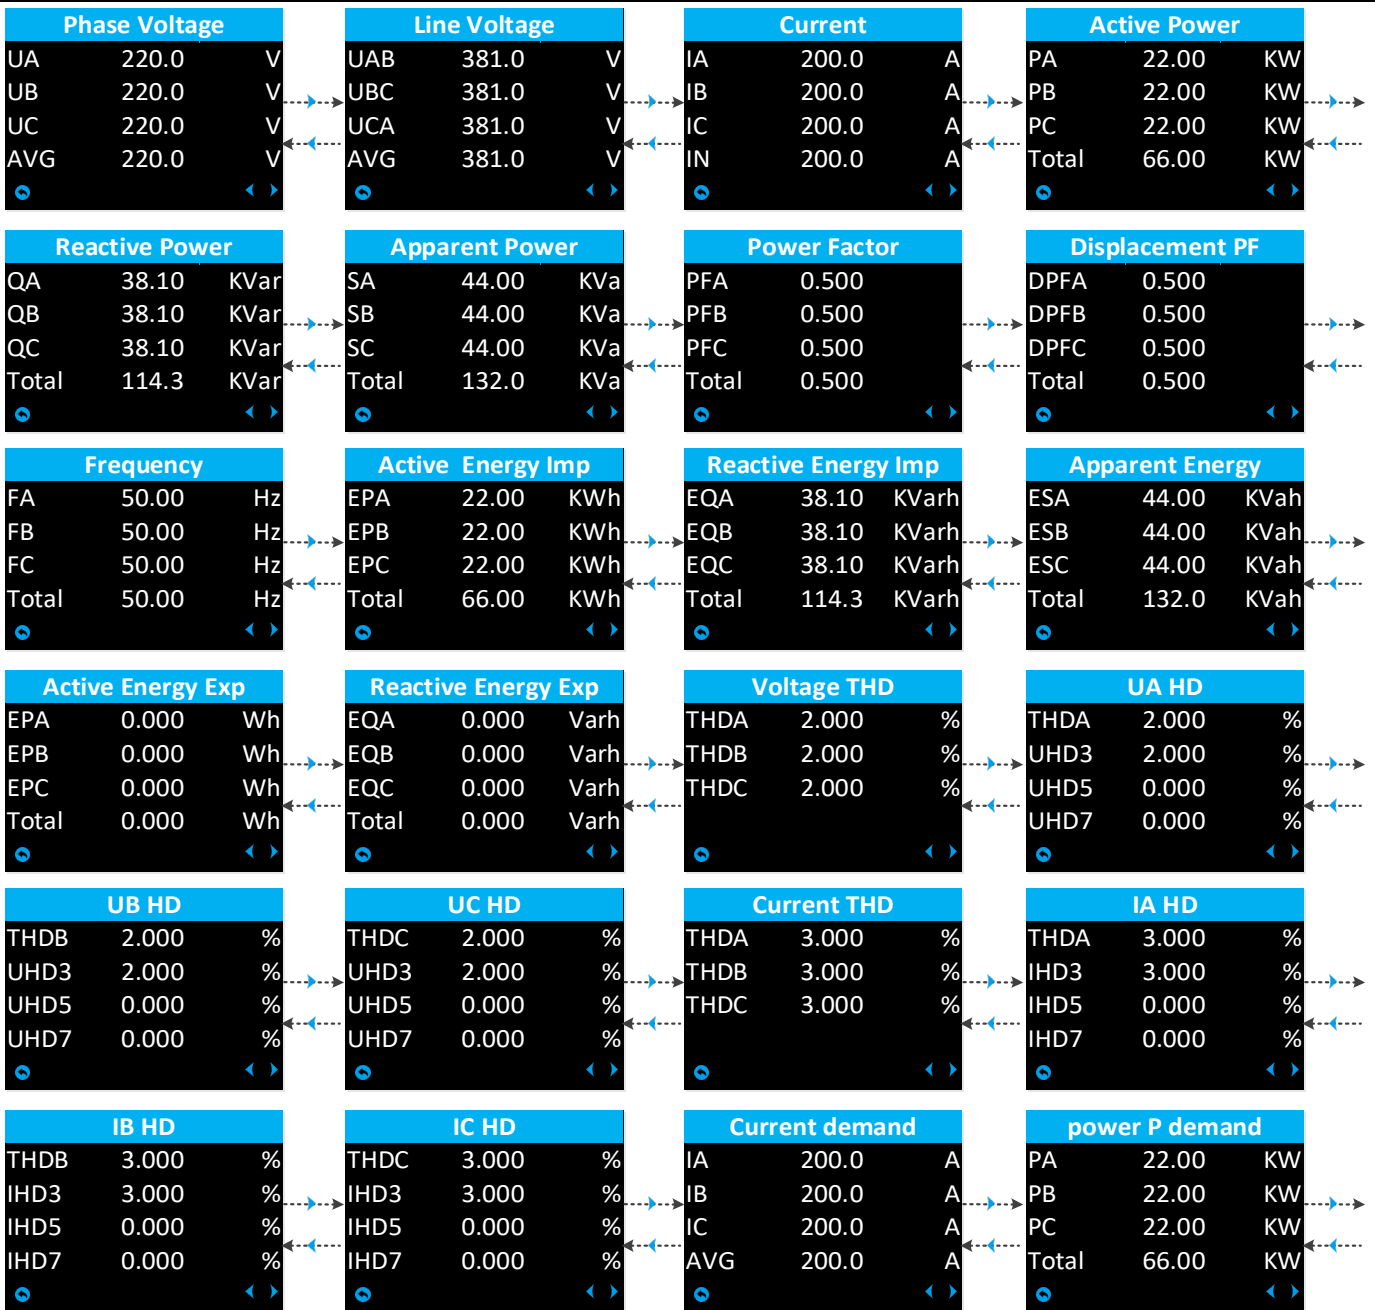 Phase Voltage
UA 220.0 V
UB 220.0 V
UC 220.0 V
AVG 220.0 V
Line Voltage
UAB 381.0 V
UBC 381.0 V
UCA 381.0 V
AVG 381.0 V
Current
IA 200.0 A
IB 200.0 A
IC 200.0 A
IN 200.0 A
Active Power
PA 22.00 KW
PB 22.00 KW
PC 22.00 KW
Total 66.00 KW
Reactive Power
QA 38.10 KVar
QB 38.10 KVar
QC 38.10 KVar
Total 114.3 KVar
Apparent Power
SA 44.00 KVa
SB 44.00 KVa
SC 44.00 KVa
Total 132.0 KVa
Power Factor
PFA 0.500
PFB 0.500
PFC 0.500
Total 0.500
Displacement PF
DPFA 0.500
DPFB 0.500
DPFC 0.500
Total 0.500
Frequency
FA 50.00 Hz
FB 50.00 Hz
FC 50.00 Hz
Total 50.00 Hz
Active Energy Imp
EPA 22.00 KWh
EPB 22.00 KWh
EPC 22.00 KWh
Total 66.00 KWh
Reactive Energy Imp
EQA 38.10 KVarh
EQB 38.10 KVarh
EQC 38.10 KVarh
Total 114.3 KVarh
Apparent Energy
ESA 44.00 KVah
ESB 44.00 KVah
ESC 44.00 KVah
Total 132.0 KVah
Active Energy Exp
EPA 0.000 Wh
EPB 0.000 Wh
EPC 0.000 Wh
Total 0.000 Wh
Reactive Energy Exp
EQA 0.000 Varh
EQB 0.000 Varh
EQC 0.000 Varh
Total 0.000 Varh
Voltage THD
THDA 2.000 %
THDB 2.000 %
THDC 2.000 %
UA HD
THDA 2.000 %
UHD3 2.000 %
UHD5 0.000 %
UHD7 0.000 %
UB HD
THDB 2.000 %
UHD3 2.000 %
UHD5 0.000 %
UHD7 0.000 %
UC HD
THDC 2.000 %
UHD3 2.000 %
UHD5 0.000 %
UHD7 0.000 %
Current THD
THDA 3.000 %
THDB 3.000 %
THDC 3.000 %
IA HD
THDA 3.000 %
IHD3 3.000 %
IHD5 0.000 %
IHD7 0.000 %
IB HD
THDB 3.000 %
IHD3 3.000 %
IHD5 0.000 %
IHD7 0.000 %
IC HD
THDC 3.000 %
IHD3 3.000 %
IHD5 0.000 %
IHD7 0.000 %
Current demand
IA 200.0 A
IB 200.0 A
IC 200.0 A
AVG 200.0 A
power P demand
PA 22.00 KW
PB 22.00 KW
PC 22.00 KW
Total 66.00 KW